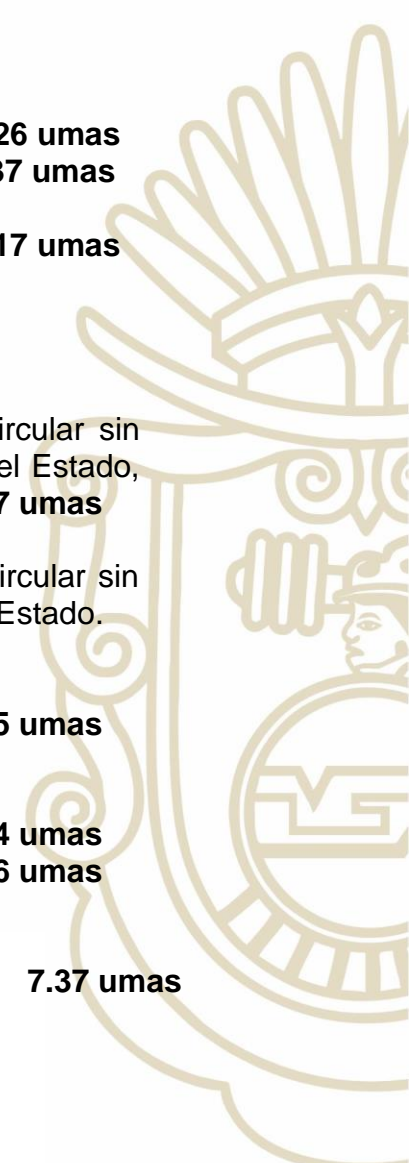 26 umas
37 umas
17 umas
ircular sin
el Estado,
7 umas
ircular sin
Estado.
5 umas
4 umas
6 umas
7.37 umas